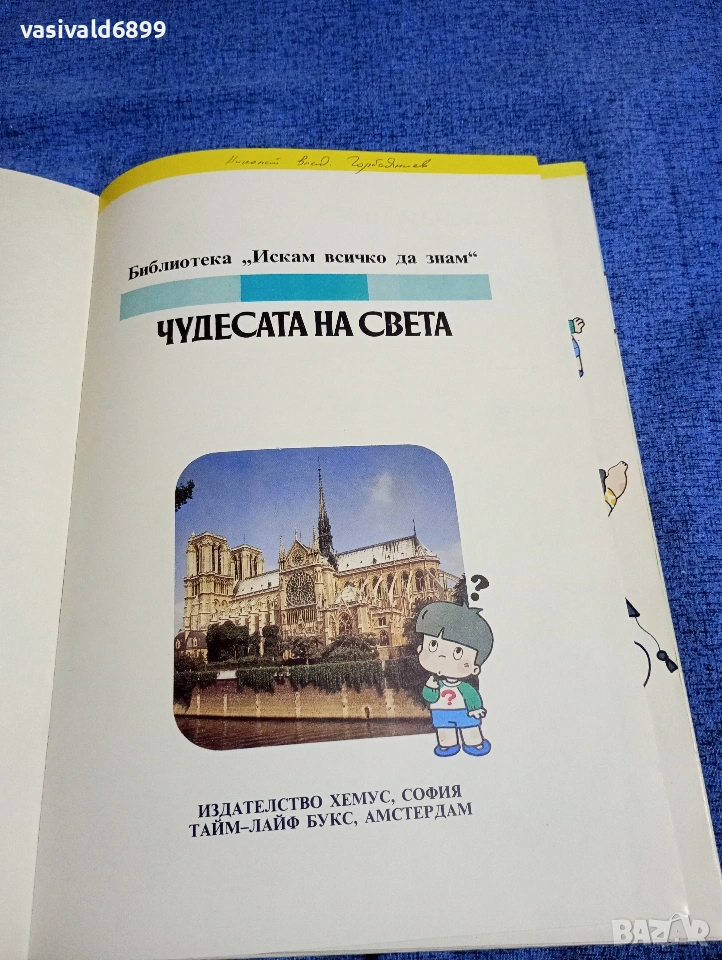 vasivald6899
Библиотека „Искам всичко да знам“
ЧУДЕСАТА НА СВЕТА
?
?
ИЗДАТЕЛСТВО ХЕМУС, СОФИЯ
ТАЙМ–ЛАЙФ БУКС, АМСТЕРДАМ
BAZAR